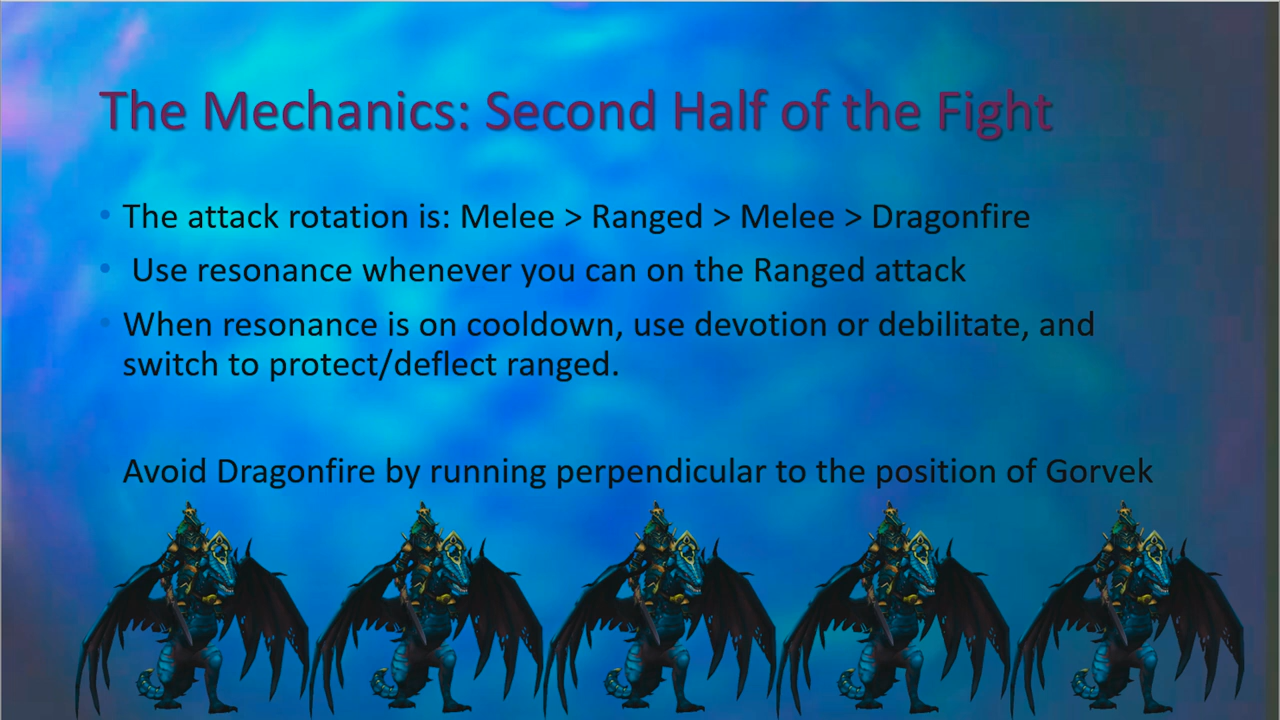 The Mechanics: Second Half of the Fight
• The attack rotation is: Melee > Ranged > Melee > Dragonfire
• Use resonance whenever you can on the Ranged attack
• When resonance is on cooldown, use devotion or debilitate, and
switch to protect/deflect ranged.
Avoid Dragonfire by running perpendicular to the position of Gorvek